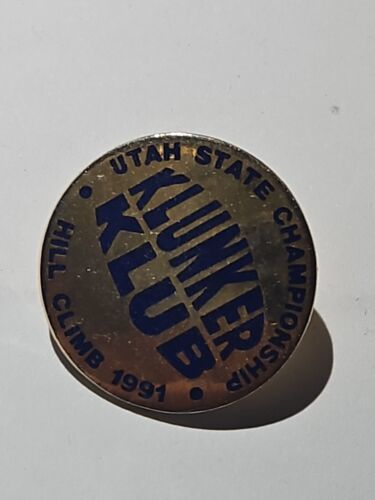 UTAH STATE CHAMPIONSHIP
KLUNKER
KLUB
• HILL CLiMB 1991 •